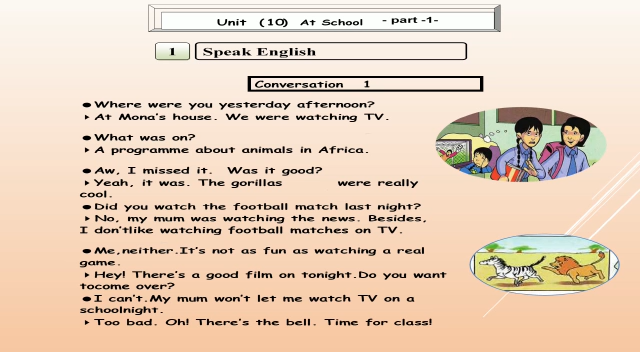 Unit (10) At School - part -1-
1 Speak English
Conversation 1
●Where were you yesterday afternoon?
▸At Mona's house. We were watching TV.
●What was on?
▸A programme about animals in Africa.
●Aw, I missed it. Was it good?
▸Yeah, it was. The gorillas were really
cool.
●Did you watch the football match last night?
▸No, my mum was watching the news. Besides,
I don'tlike watching football matches on TV.
●Me,neither.It's not as fun as watching a real
game.
▸Hey! There's a good film on tonight.Do you want
tocome over?
●I can't.My mum won't let me watch TV on a
schoolnight.
▸Too bad. Oh! There's the bell. Time for class!